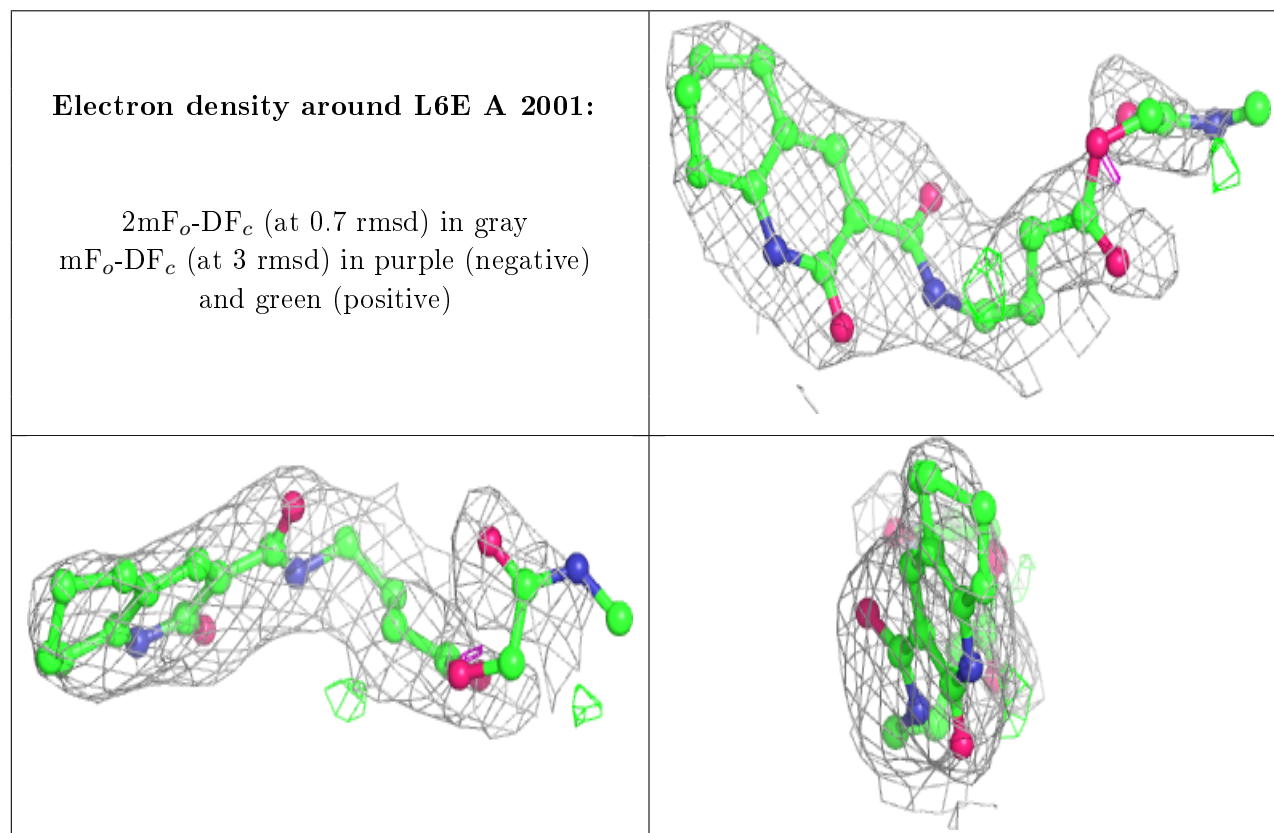 Electron density around L6E A 2001:
2mFo-DFc (at 0.7 rmsd) in gray
mFo-DFc (at 3 rmsd) in purple (negative)
and green (positive)